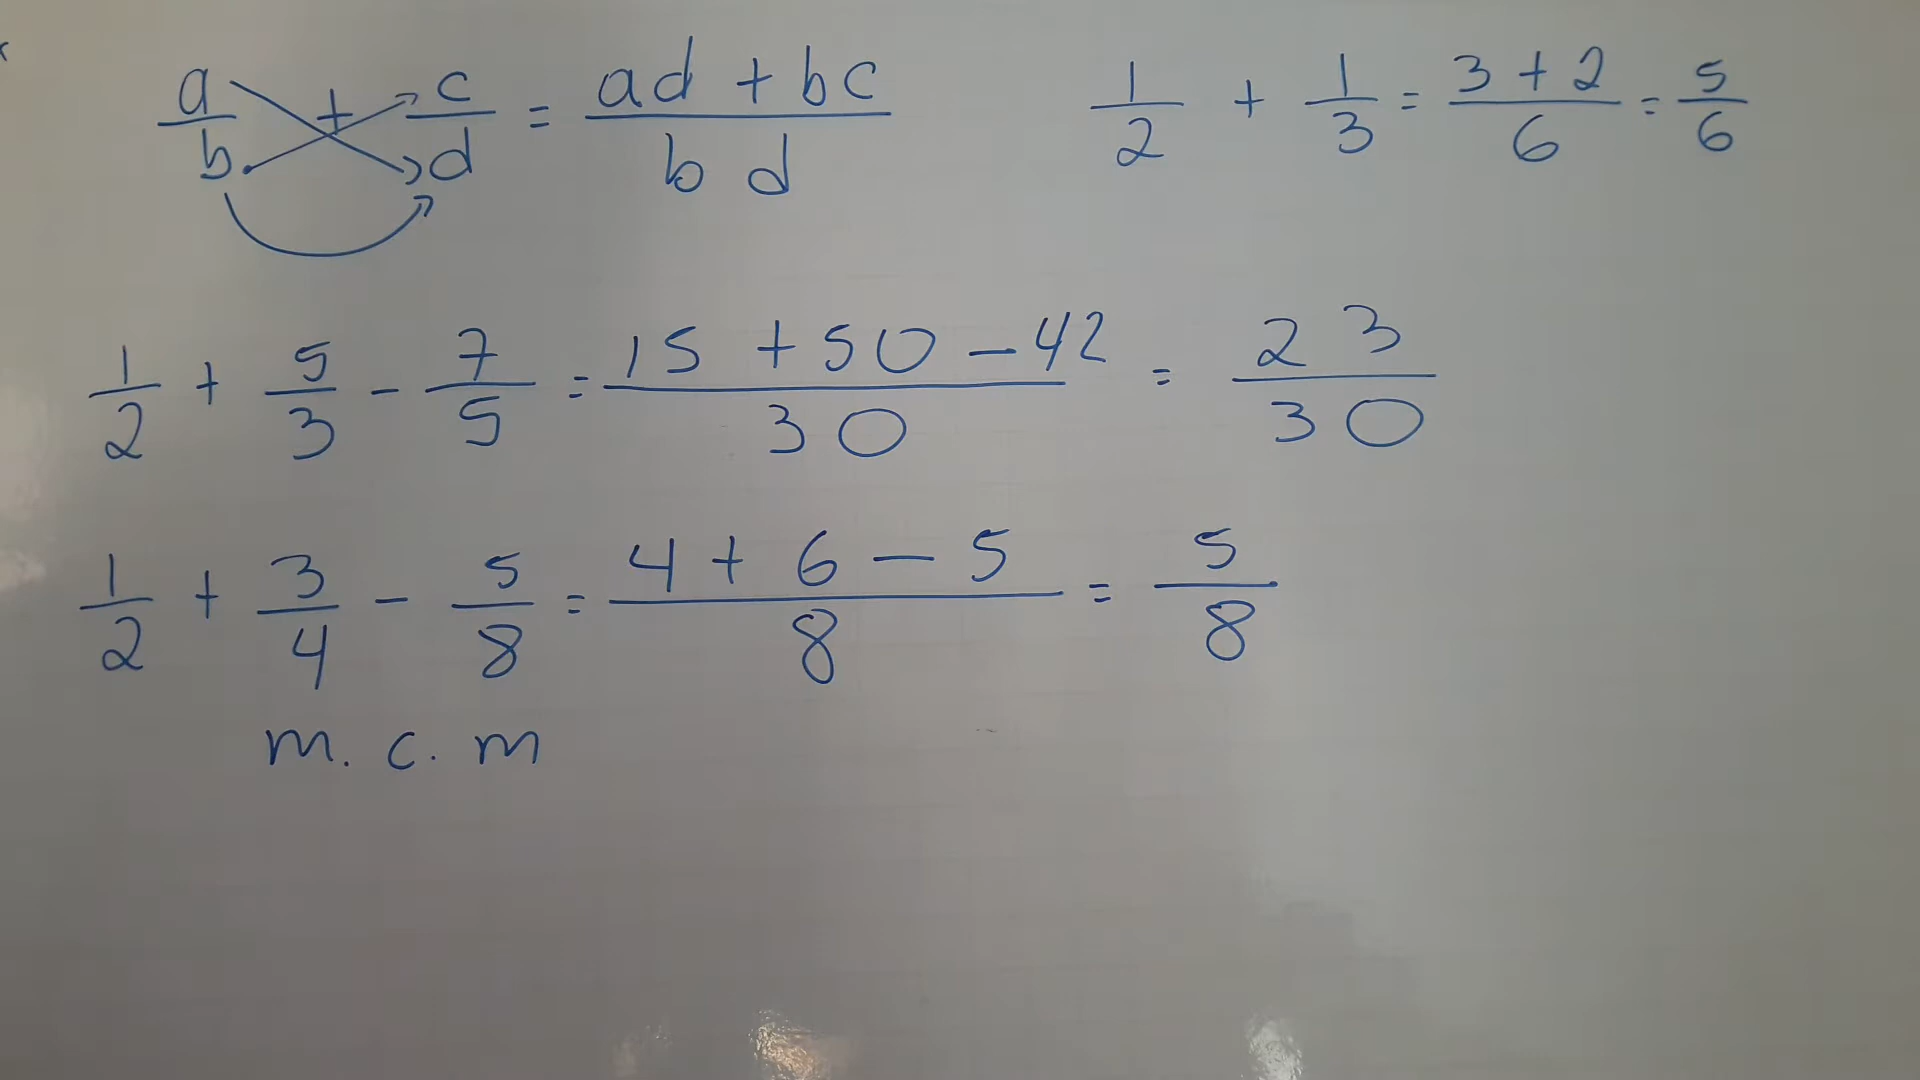 a/b + c/d = (ad + bc)/(bd)
1/2 + 1/3 = (3 + 2)/6 = 5/6
1/2 + 5/3 - 7/5 = (15 + 50 - 42)/30 = 23/30
1/2 + 3/4 - 5/8 = (4 + 6 - 5)/8 = 5/8
m. c. m